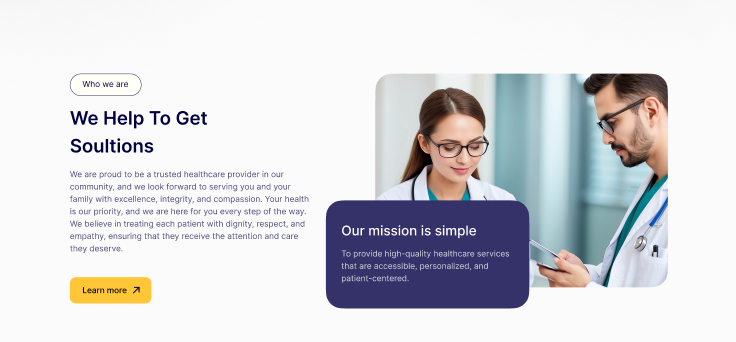 Who we are
We Help To Get
Soultions
We are proud to be a trusted healthcare provider in our
community, and we look forward to serving you and your
family with excellence, integrity, and compassion. Your health
is our priority, and we are here for you every step of the way.
We believe in treating each patient with dignity, respect, and
empathy, ensuring that they receive the attention and care
they deserve.
Learn more
Our mission is simple
To provide high-quality healthcare services
that are accessible, personalized, and
patient-centered.